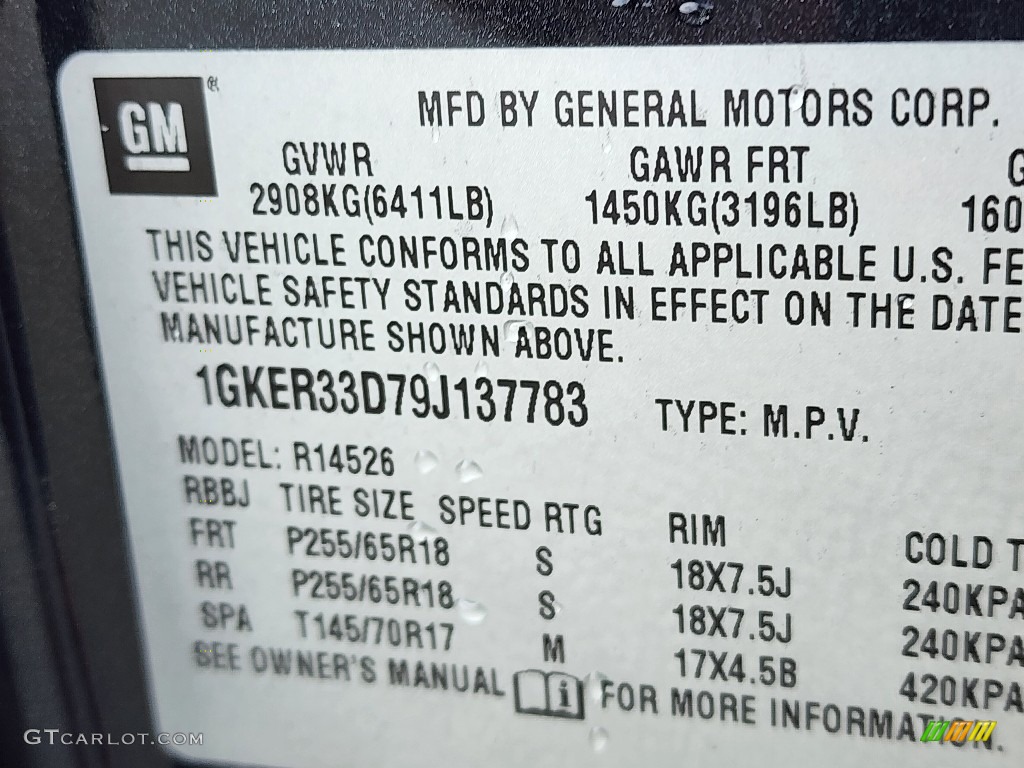 GM ®
MFD BY GENERAL MOTORS CORP.
GVWR GAWR FRT G
2908KG(6411LB) 1450KG(3196LB) 160
THIS VEHICLE CONFORMS TO ALL APPLICABLE U.S. FE
VEHICLE SAFETY STANDARDS IN EFFECT ON THE DATE
MANUFACTURE SHOWN ABOVE.
1GKER33D79J137783 TYPE: M.P.V.
MODEL: R14526
RBBJ TIRE SIZE SPEED RTG RIM COLD T
FRT P255/65R18 S 18X7.5J 240KPA
RR P255/65R18 S 18X7.5J 240KPA
SPA T145/70R17 M 17X4.5B 420KPA
SEE OWNER'S MANUAL i FOR MORE INFORMATION.
GTCARLOT.COM